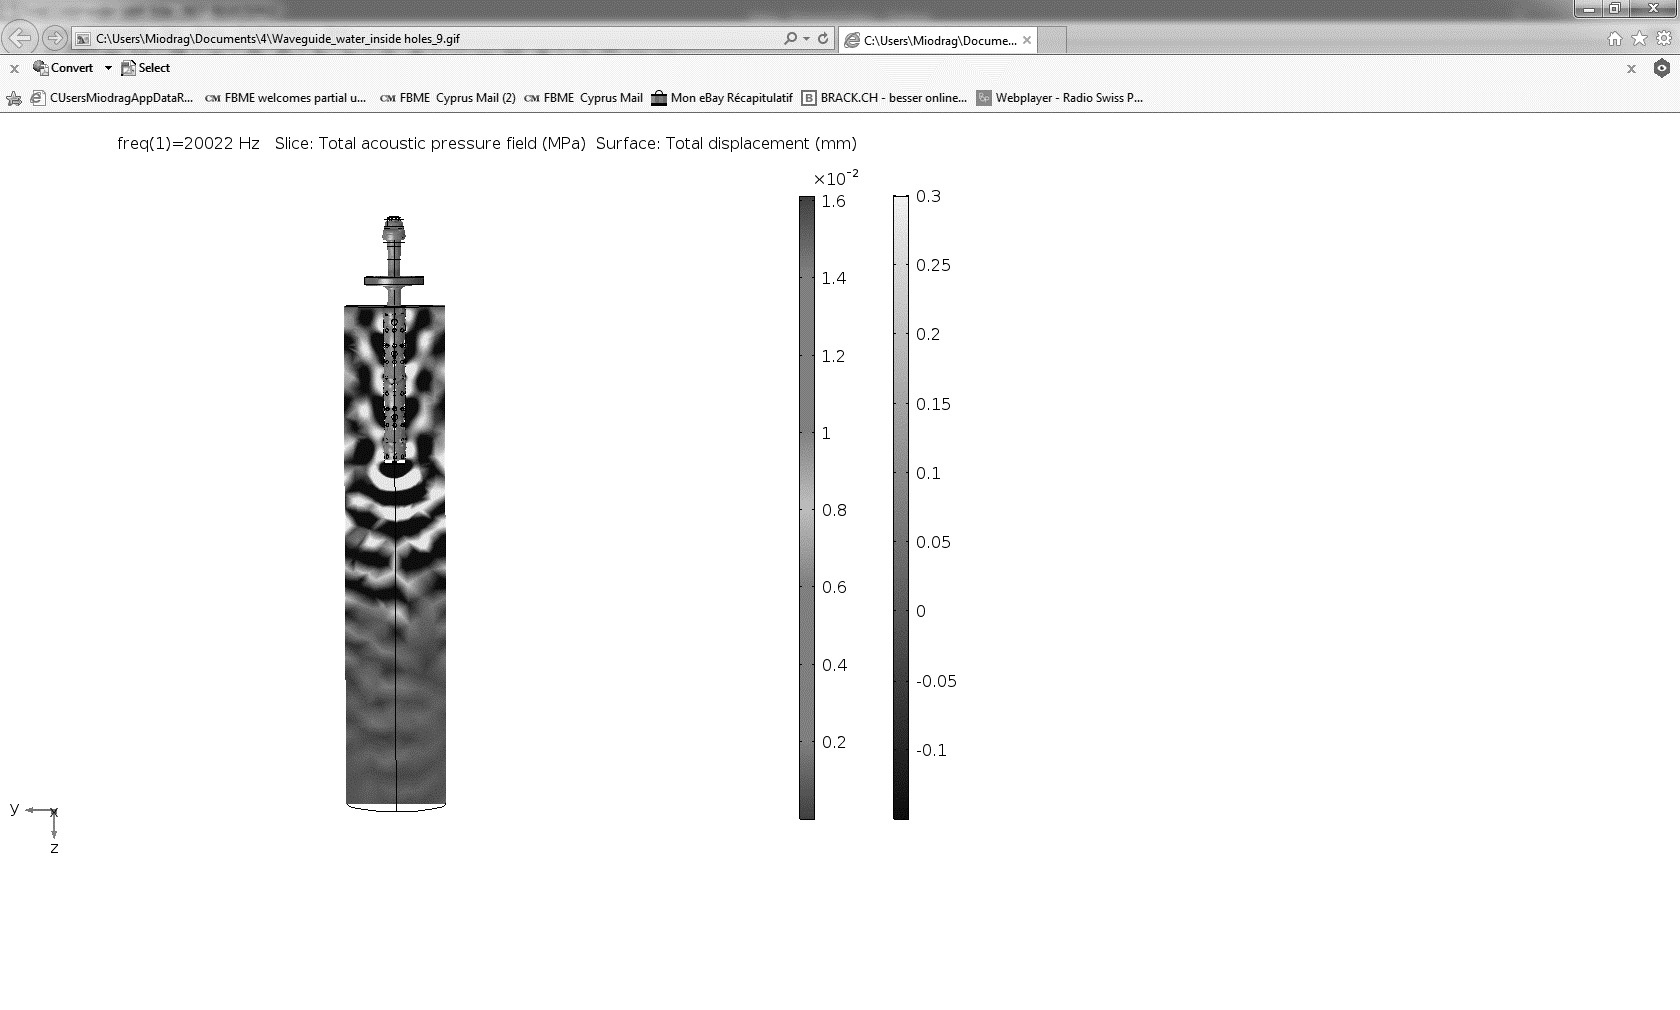 C:\Users\Miodrag\Documents\4\Waveguide_water_inside holes_9.gif
C:\Users\Miodrag\Docume...
x Convert Select x
CUsersMiodragAppDataR... CM FBME welcomes partial u... CM FBME Cyprus Mail (2) CM FBME Cyprus Mail Mon eBay Récapitulatif B BRACK.CH - besser online... Webplayer - Radio Swiss P...
freq(1)=20022 Hz Slice: Total acoustic pressure field (MPa) Surface: Total displacement (mm)
×10⁻²
1.6
1.4
1.2
1
0.8
0.6
0.4
0.2
0.3
0.25
0.2
0.15
0.1
0.05
0
-0.05
-0.1
y x
z